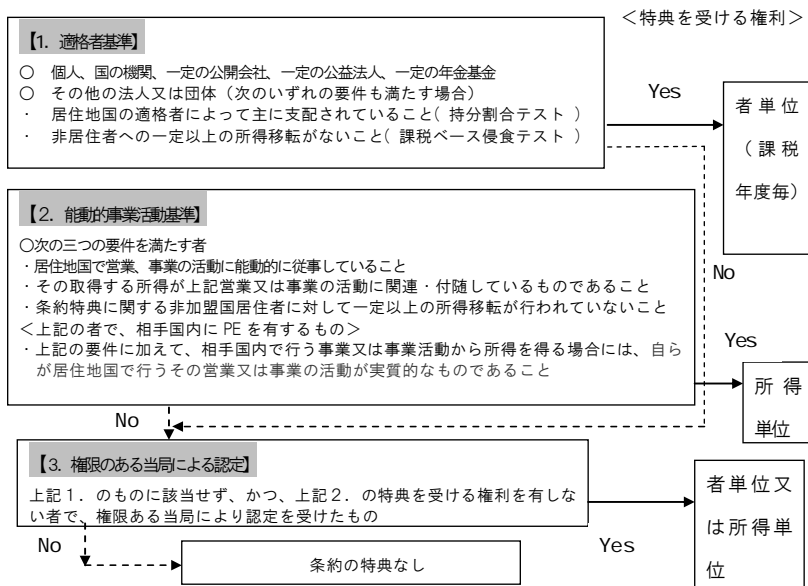 ＜特典を受ける権利＞
【1. 適格者基準】
○ 個人、国の機関、一定の公開会社、一定の公益法人、一定の年金基金
○ その他の法人又は団体（次のいずれの要件も満たす場合）
・ 居住地国の適格者によって主に支配されていること( 持分割合テスト )
・ 非居住者への一定以上の所得移転がないこと( 課税ベース侵食テスト )
Yes
者単位
（課税
年度毎）
No
【2. 能動的事業活動基準】
○次の三つの要件を満たす者
・居住地国で営業、事業の活動に能動的に従事していること
・その取得する所得が上記営業又は事業の活動に関連・付随しているものであること
・条約特典に関する非加盟国居住者に対して一定以上の所得移転が行われていないこと
＜上記の者で、相手国内に PE を有するもの＞
・上記の要件に加えて、相手国内で行う事業又は事業活動から所得を得る場合には、自ら
が居住地国で行うその営業又は事業の活動が実質的なものであること
Yes
所得
単位
No
【3. 権限のある当局による認定】
上記１．のものに該当せず、かつ、上記２．の特典を受ける権利を有しな
い者で、権限ある当局により認定を受けたもの
Yes
者単位又
は所得単
位
No
条約の特典なし